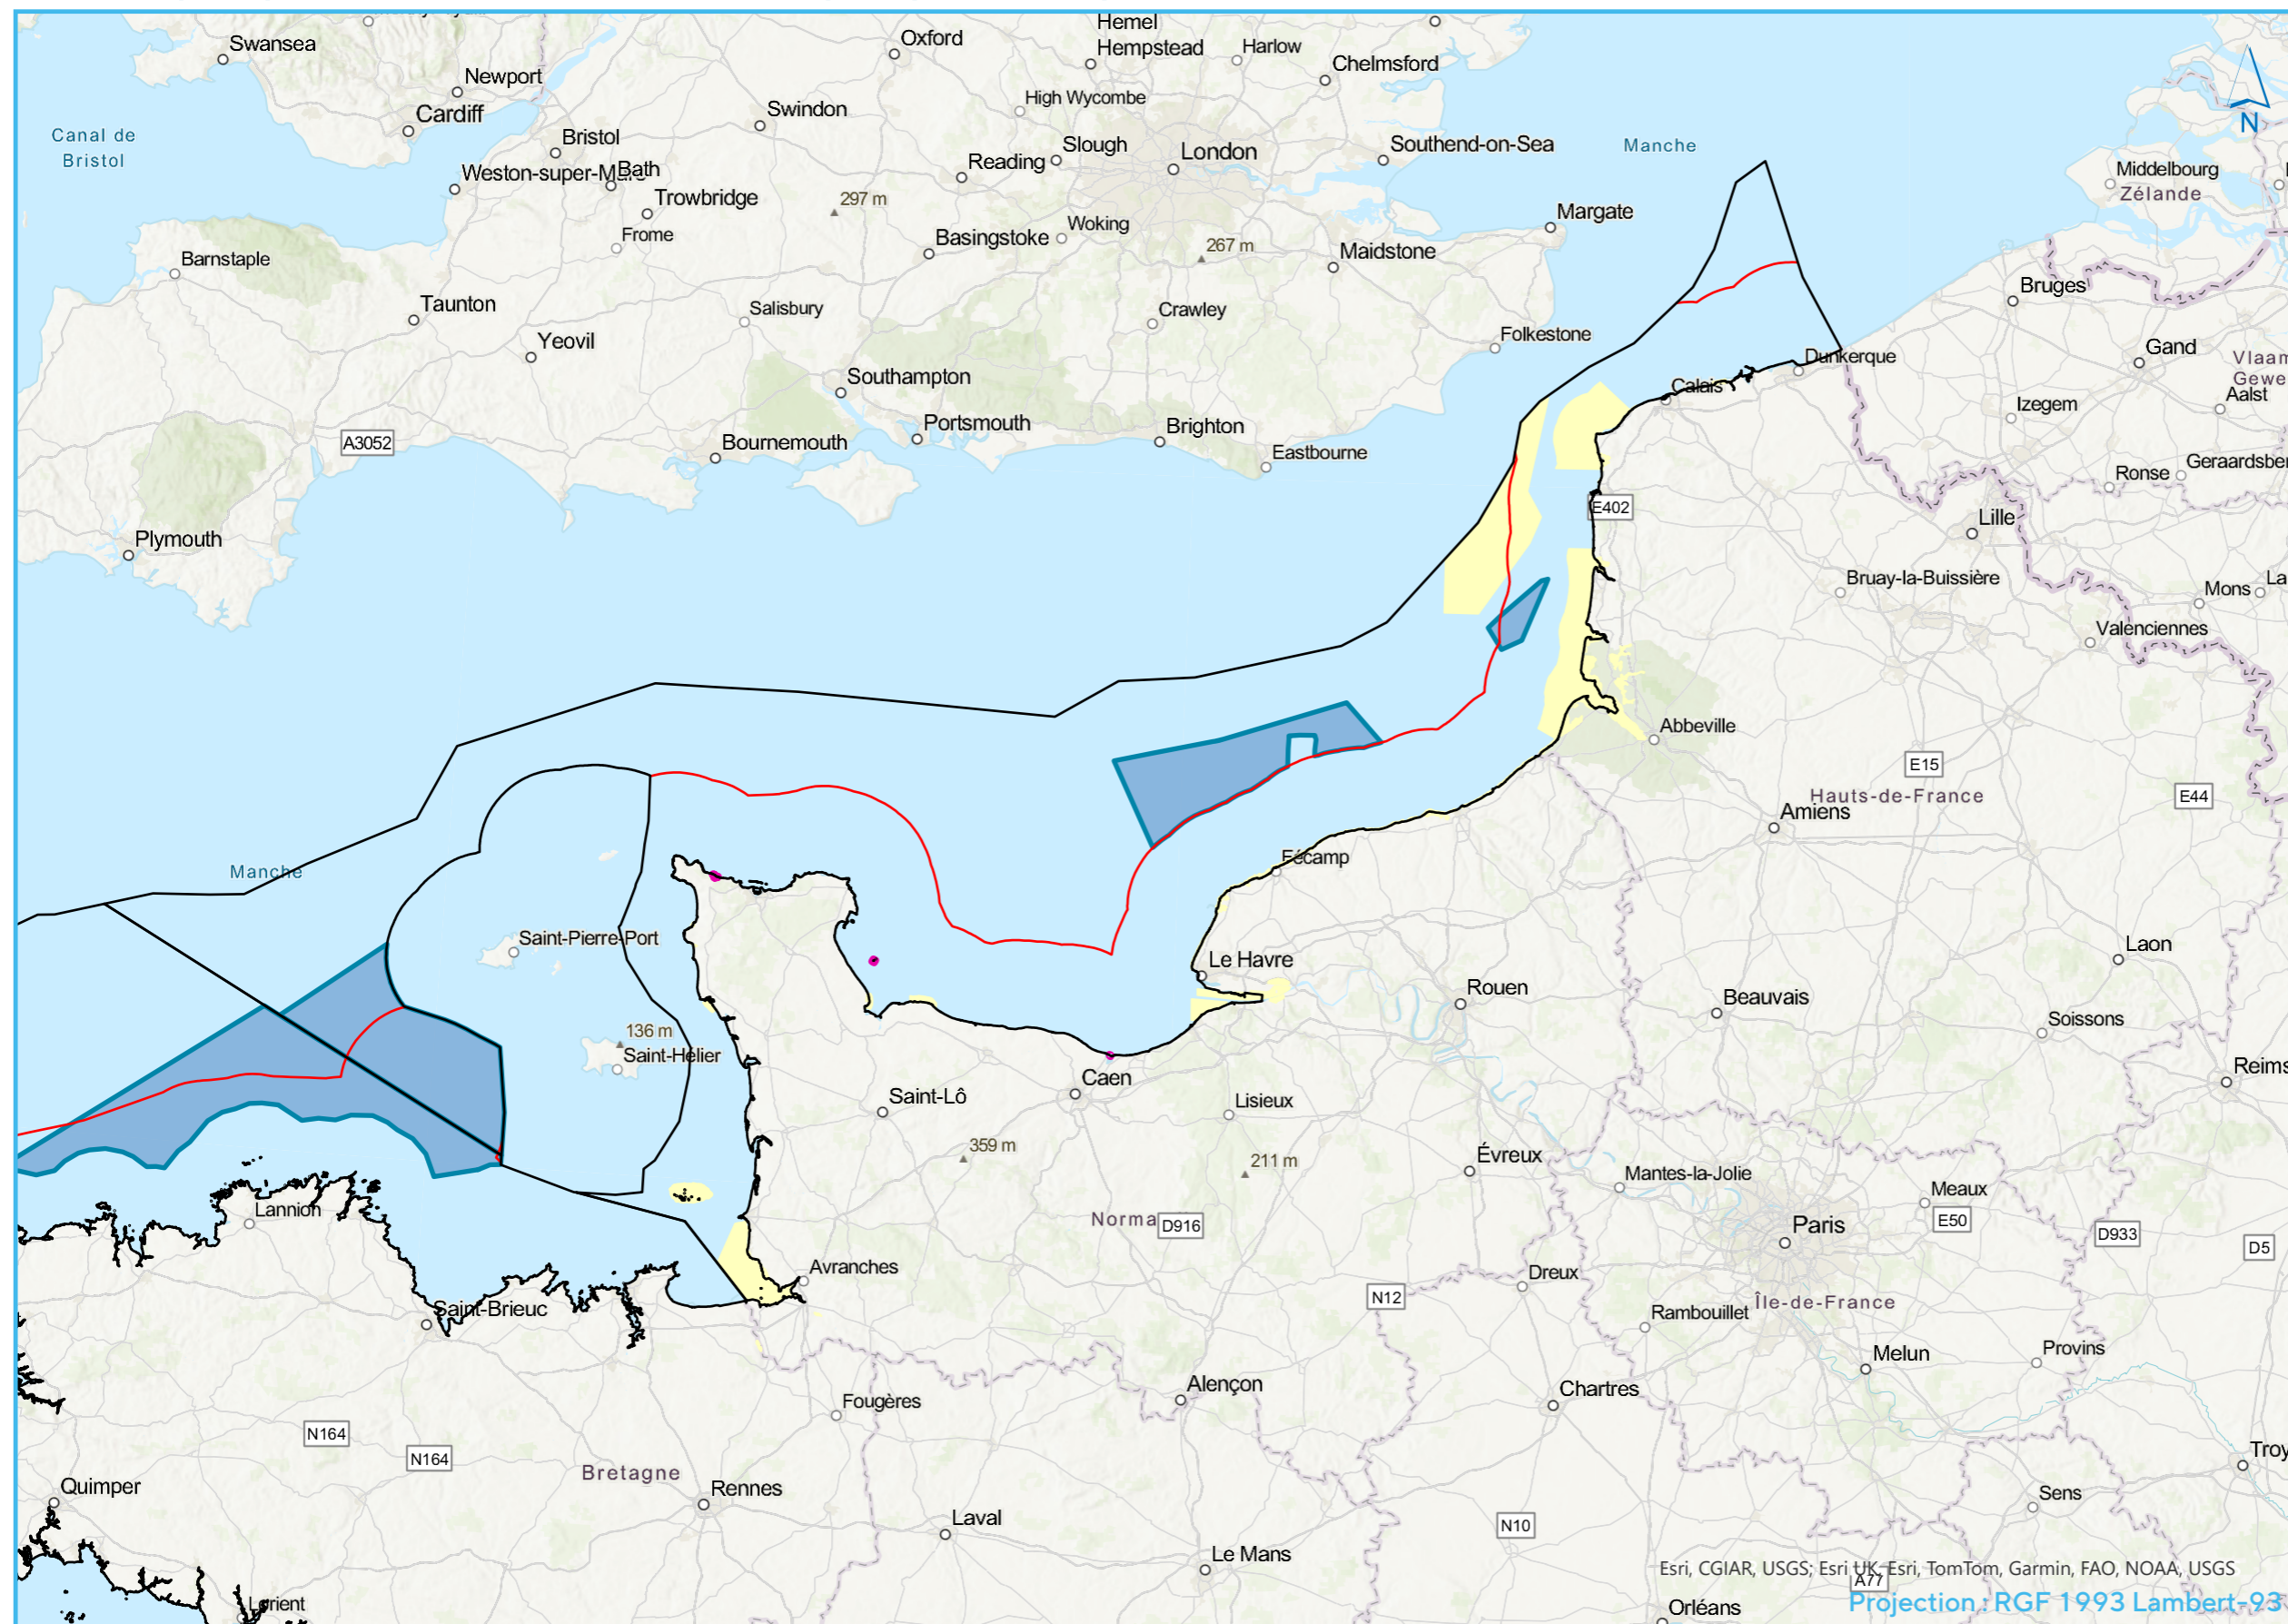 Swansea
Newport
Cardiff
Canal de
Bristol
Bristol
Weston-super-Mare
Bath
Trowbridge
Frome
Barnstaple
Taunton
Yeovil
A3052
Plymouth
Oxford
Swindon
Hemel
Hempstead
Harlow
Chelmsford
High Wycombe
Slough
London
Reading
Southend-on-Sea
297 m
Woking
Basingstoke
267 m
Maidstone
Margate
Salisbury
Crawley
Folkestone
Southampton
Portsmouth
Bournemouth
Brighton
Eastbourne
Manche
N
Middelbourg
Zélande
Bruges
Gand
Vlaam
Gewe
Aalst
Izegem
Ronse
Geraardsber
Dunkerque
Calais
E402
Lille
Bruay-la-Buissière
Mons
La
Valenciennes
Abbeville
E15
Hauts-de-France
E44
Amiens
Manche
Fécamp
Saint-Pierre-Port
Le Havre
Rouen
Laon
Beauvais
Soissons
136 m
Saint-Hélier
Caen
Reims
Saint-Lô
Lisieux
359 m
211 m
Évreux
Mantes-la-Jolie
Meaux
Lannion
Norma
D916
Paris
E50
D933
D5
Avranches
Dreux
N12
Île-de-France
Saint-Brieuc
Rambouillet
Melun
Provins
Alençon
Chartres
Fougères
N164
N164
Bretagne
Troy
Quimper
Rennes
Sens
Laval
N10
Le Mans
Lorient
Esri, CGIAR, USGS; Esri UK, Esri, TomTom, Garmin, FAO, NOAA, USGS
A77
Projection : RGF 1993 Lambert-93
Orléans